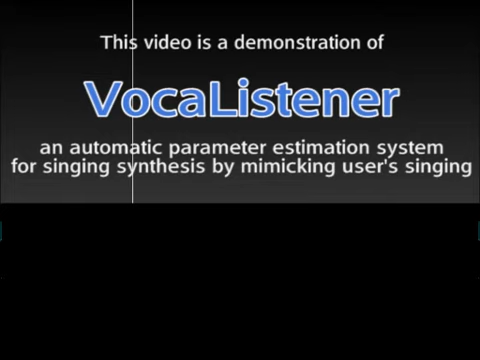 This video is a demonstration of
VocaListener
an automatic parameter estimation system
for singing synthesis by mimicking user's singing